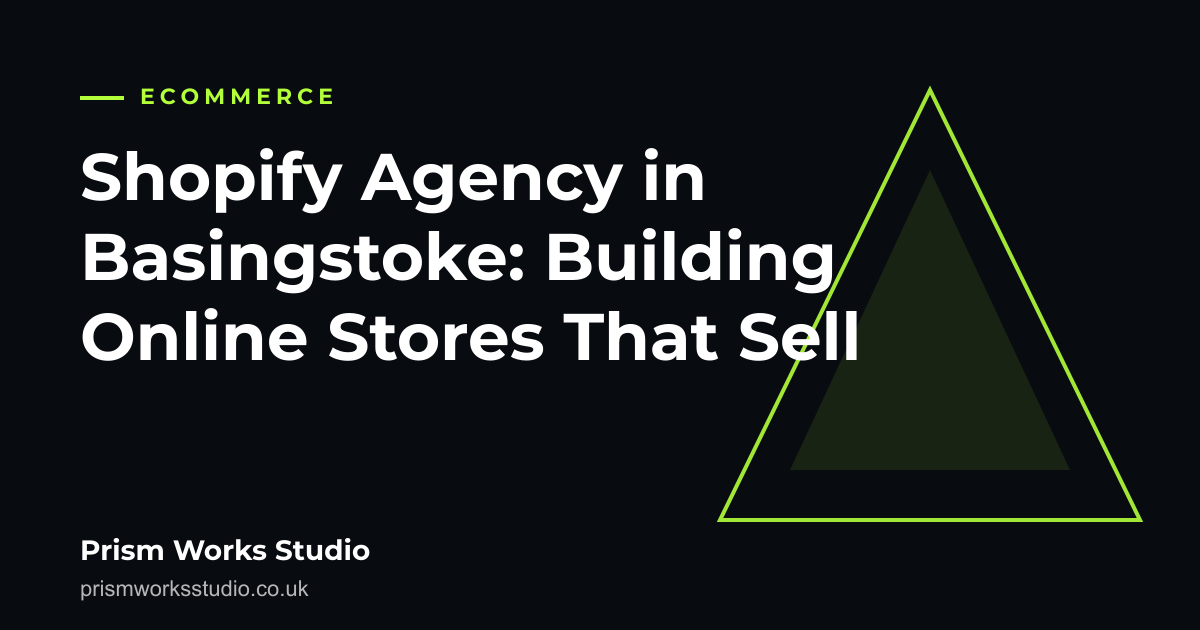 ECOMMERCE
Shopify Agency in
Basingstoke: Building
Online Stores That Sell
Prism Works Studio
prismworksstudio.co.uk